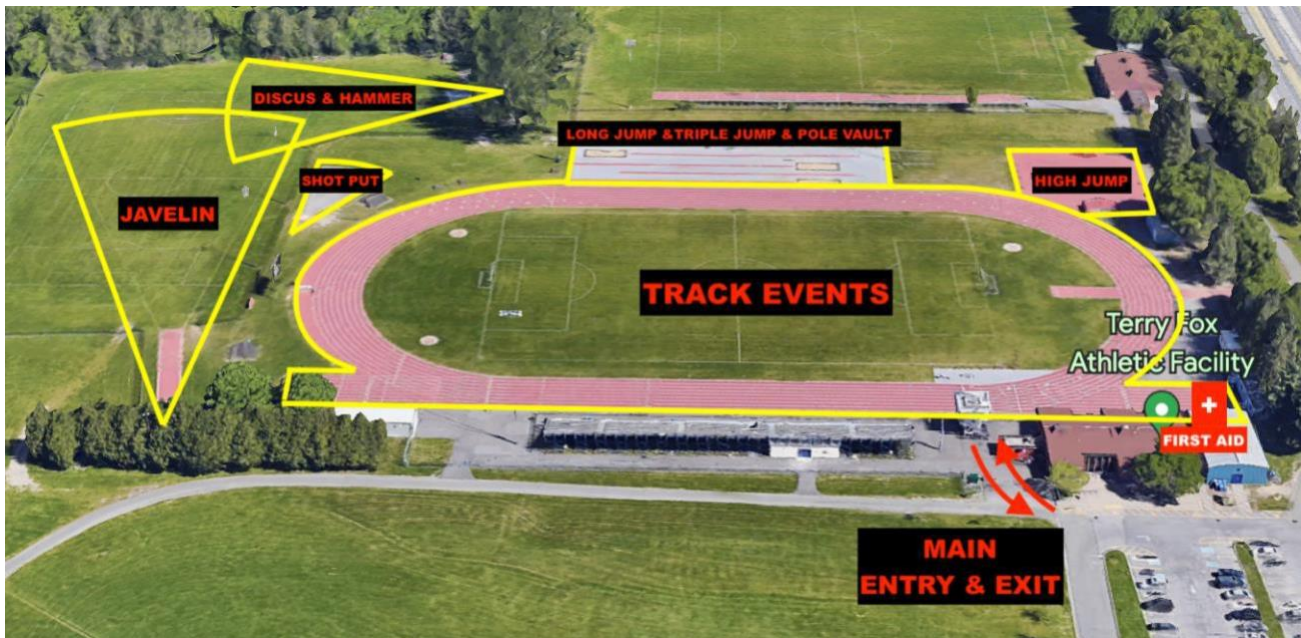 DISCUS & HAMMER
LONG JUMP &TRIPLE JUMP & POLE VAULT
SHOT PUT
HIGH JUMP
JAVELIN
TRACK EVENTS
Terry Fox
Athletic Facility
FIRST AID
MAIN
ENTRY & EXIT